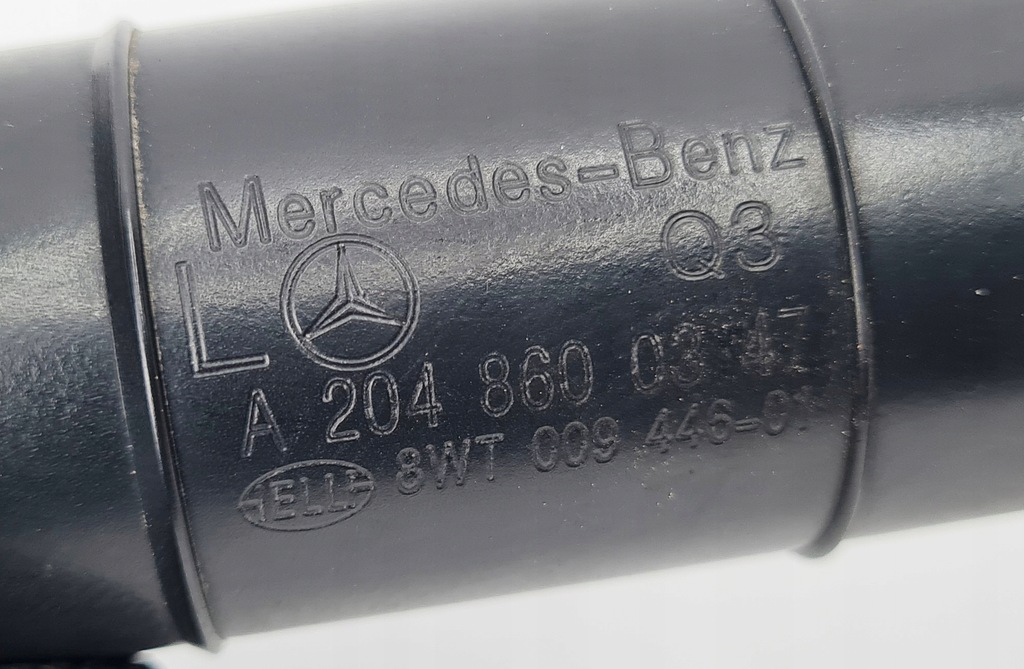 Mercedes-Benz
Q3
L
A 204 860 03 47
HELLA 8WT 009 446-01